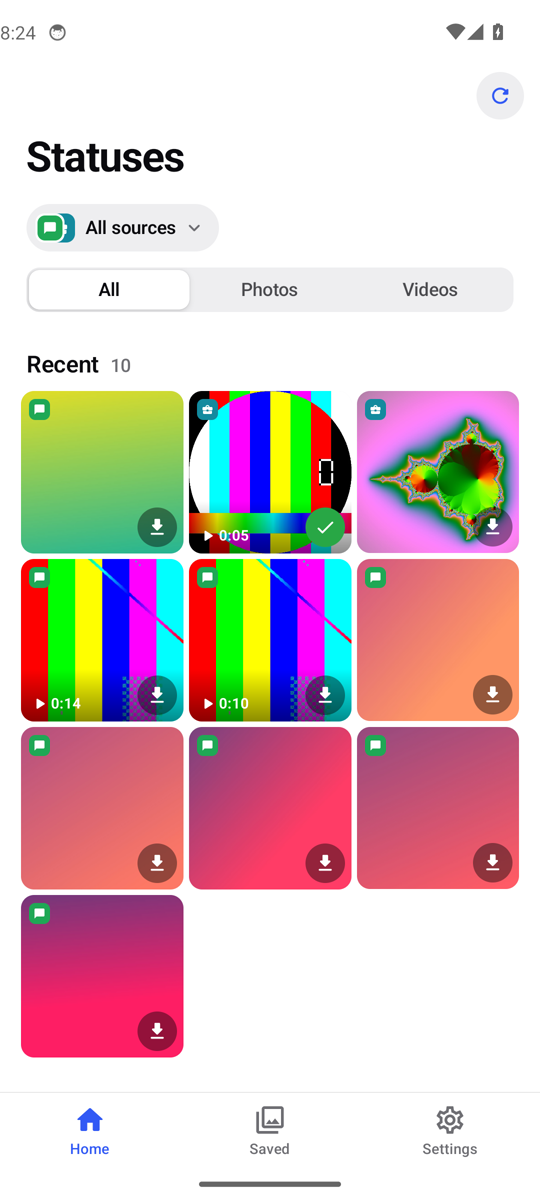 8:24
Statuses
All sources
All Photos Videos
Recent 10
0:05
0:14 0:10
Home Saved Settings